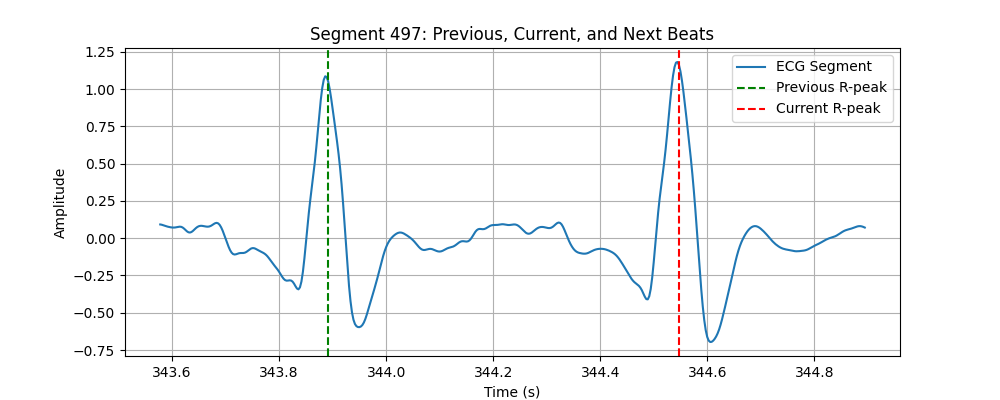 Segment 497: Previous, Current, and Next Beats
1.25
1.00
0.75
0.50
0.25
0.00
−0.25
−0.50
−0.75
Amplitude
ECG Segment
Previous R-peak
Current R-peak
343.6
343.8
344.0
344.2
344.4
344.6
344.8
Time (s)